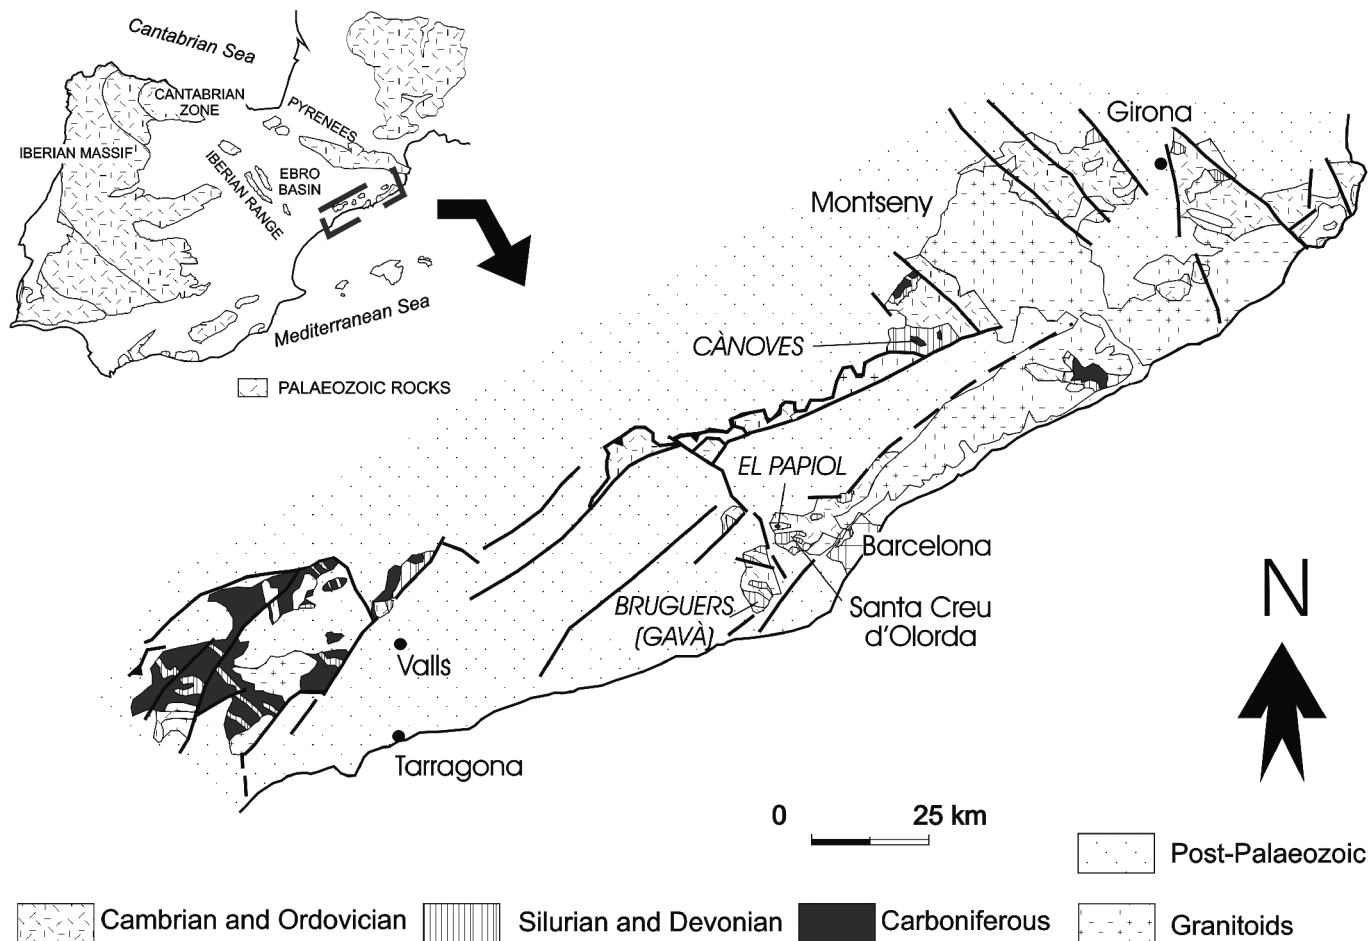 Cantabrian Sea
CANTABRIAN
ZONE
PYRENEES
IBERIAN MASSIF
IBERIAN RANGE
EBRO
BASIN
Mediterranean Sea
PALAEOZOIC ROCKS
Girona
Montseny
CÀNOVES
EL PAPIOL
Barcelona
BRUGUERS
(GAVÀ)
Santa Creu
d'Olorda
Valls
Tarragona
N
0 25 km
Post-Palaeozoic
Cambrian and Ordovician
Silurian and Devonian
Carboniferous
Granitoids